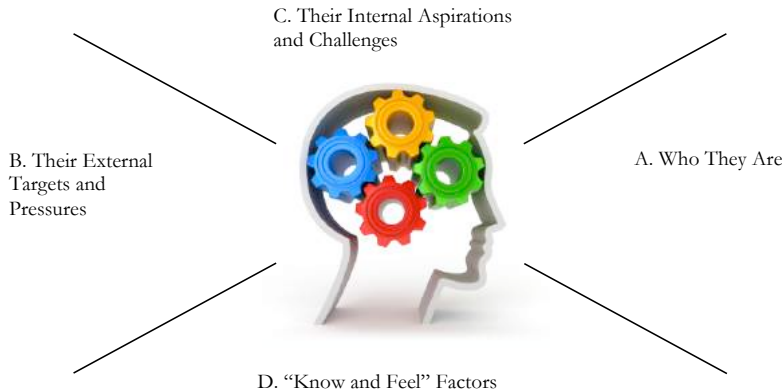 C. Their Internal Aspirations
and Challenges
B. Their External
Targets and
Pressures
A. Who They Are
D. “Know and Feel” Factors